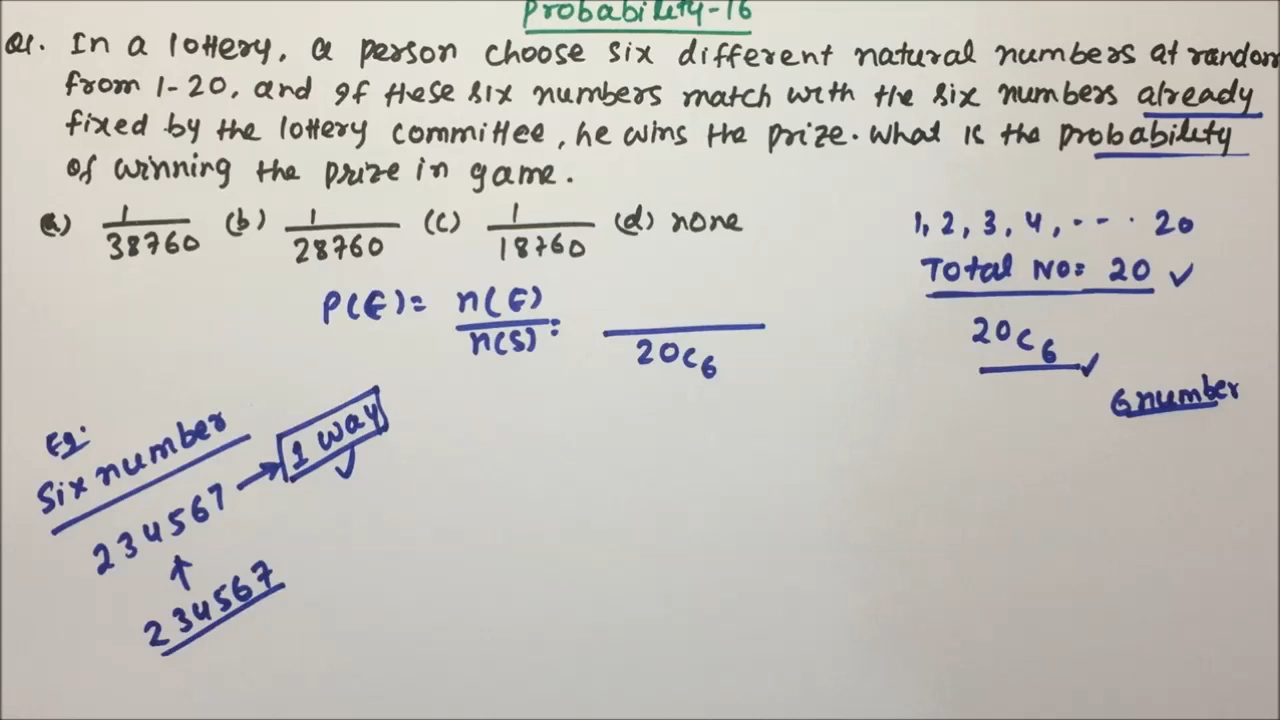 Probability-16
Q1. In a lottery, a person choose six different natural numbers at random
from 1-20, and if these six numbers match with the six numbers already
fixed by the lottery committee, he wins the prize. What is the probability
of winning the prize in game.
(a) 1/38760 (b) 1/28760 (c) 1/18760 (d) none
1, 2, 3, 4, --- 20
Total No = 20 ✓
20C6 ✓
6 number
P(E) = n(E)/n(S) = /20C6
Eg:
Six number
234567 → 1 way ✓
↑
234567